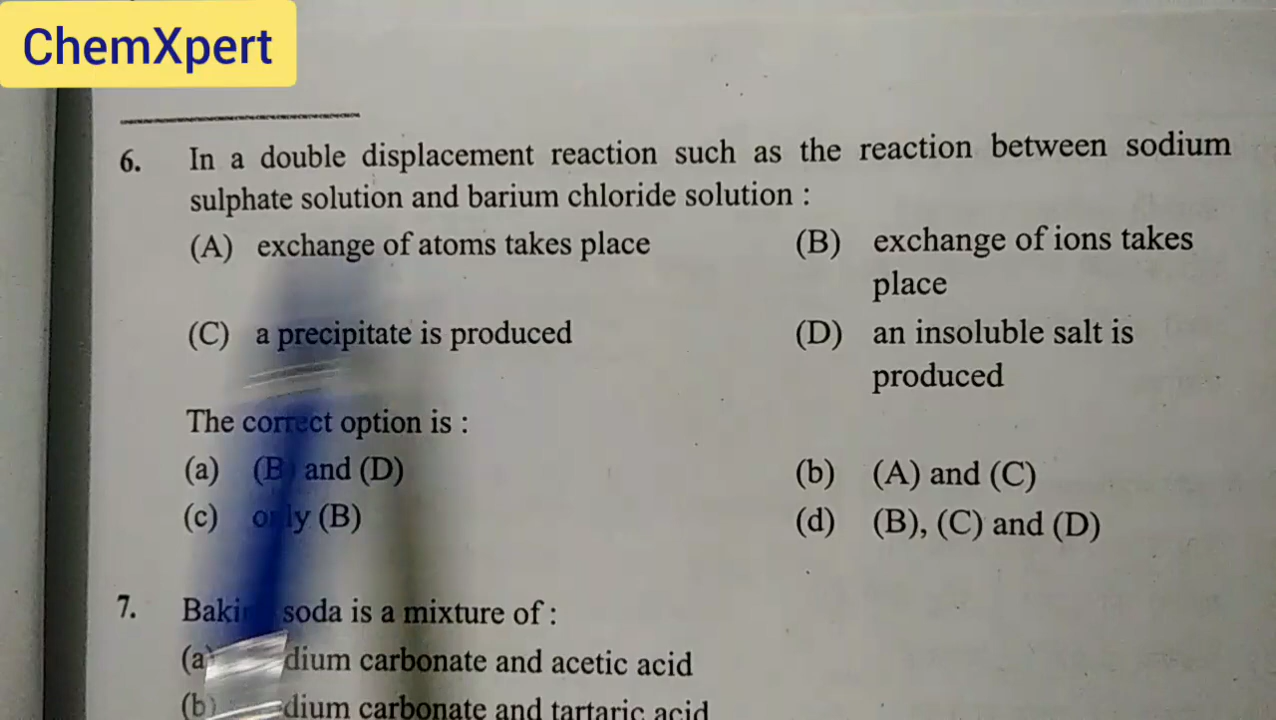 ChemXpert
6. In a double displacement reaction such as the reaction between sodium
sulphate solution and barium chloride solution :
(A) exchange of atoms takes place (B) exchange of ions takes
place
(C) a precipitate is produced (D) an insoluble salt is
produced
The correct option is :
(a) (B) and (D) (b) (A) and (C)
(c) only (B) (d) (B), (C) and (D)
7. soda is a mixture of :
(a) carbonate and acetic acid
(b) carbonate and tartaric acid